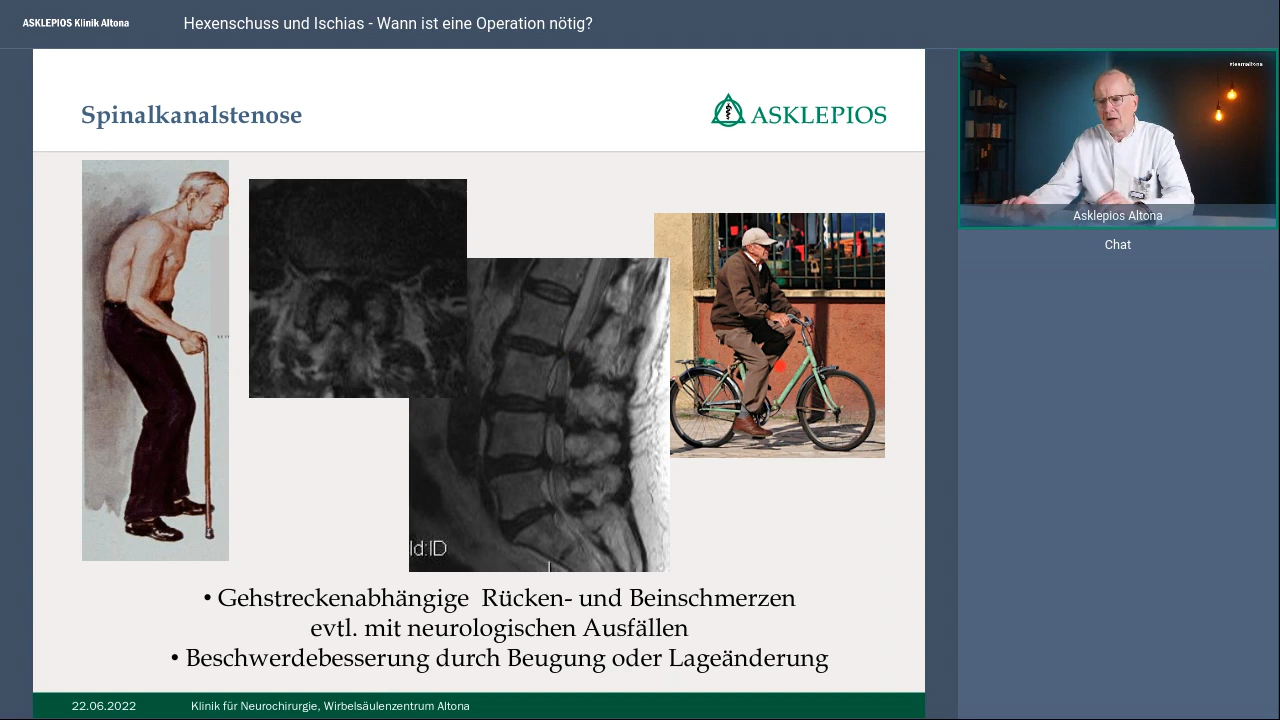 ASKLEPIOS Klinik Altona
Hexenschuss und Ischias - Wann ist eine Operation nötig?
Spinalkanalstenose
ASKLEPIOS
#teamaltona
Asklepios Altona
Chat
ld:ID
• Gehstreckenabhängige Rücken- und Beinschmerzen
evtl. mit neurologischen Ausfällen
• Beschwerdebesserung durch Beugung oder Lageänderung
22.06.2022 Klinik für Neurochirurgie, Wirbelsäulenzentrum Altona